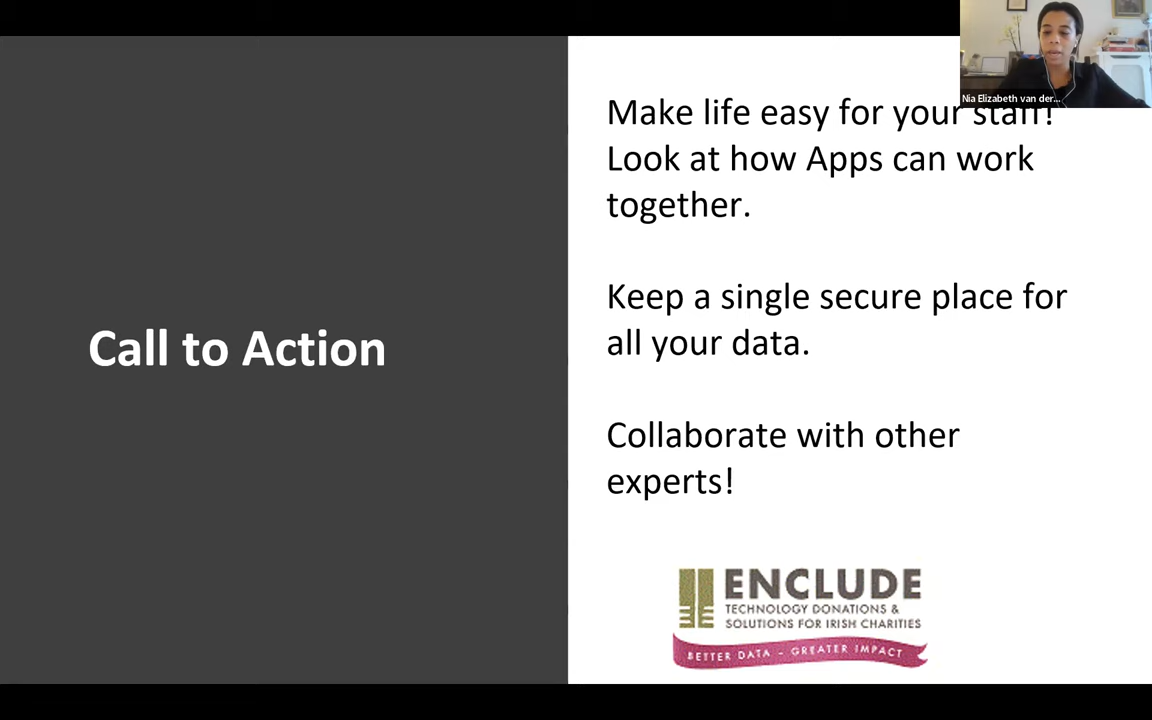 Nia Elizabeth van der...
Call to Action
Make life easy for your staff!
Look at how Apps can work
together.
Keep a single secure place for
all your data.
Collaborate with other
experts!
ENCLUDE
TECHNOLOGY DONATIONS &
SOLUTIONS FOR IRISH CHARITIES
BETTER DATA – GREATER IMPACT